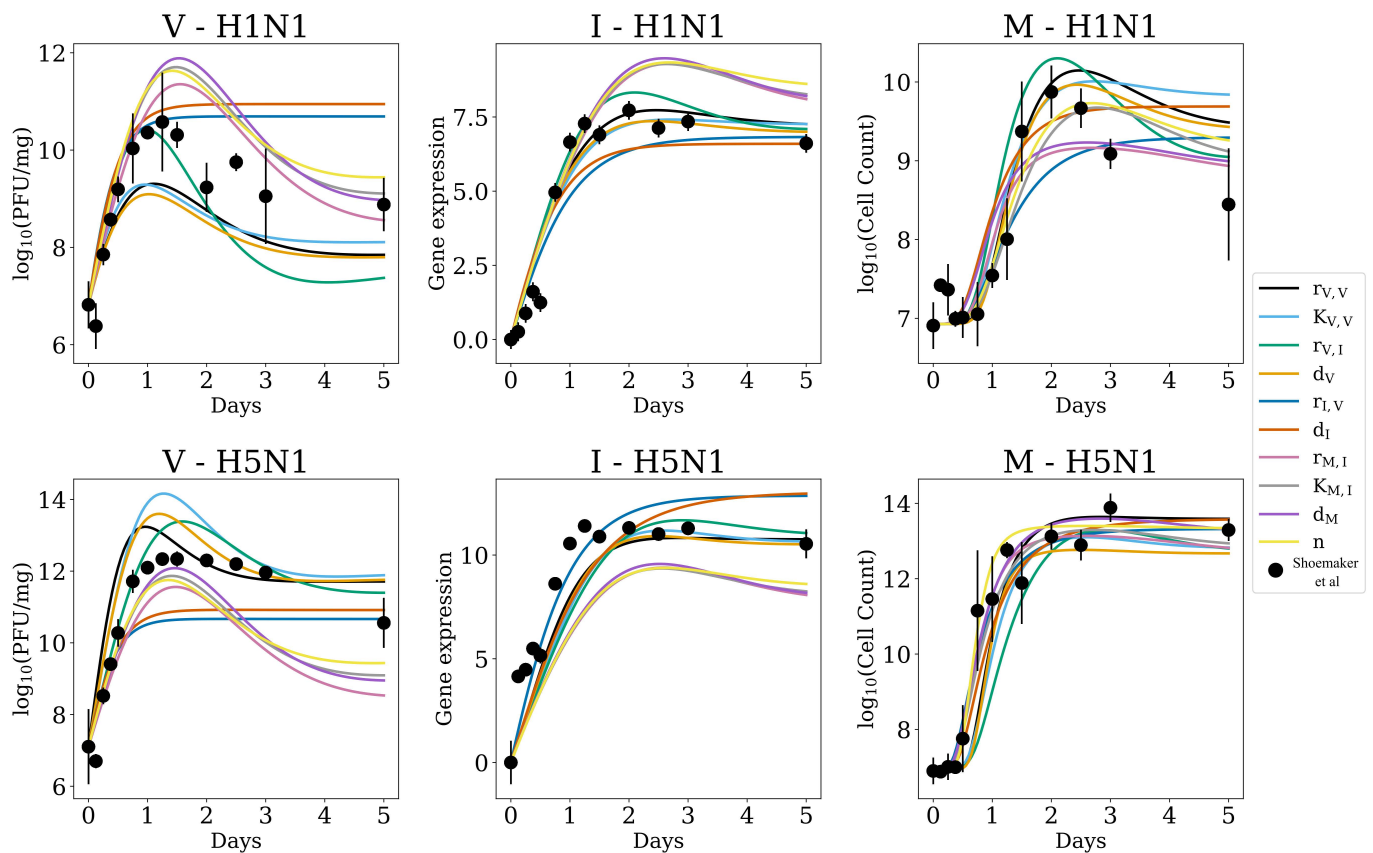 V - H1N1
I - H1N1
M - H1N1
log10(PFU/mg)
12
10
8
6
0 1 2 3 4 5
Days
Gene expression
7.5
5.0
2.5
0.0
0 1 2 3 4 5
Days
log10(Cell Count)
10
9
8
7
0 1 2 3 4 5
Days
V - H5N1
I - H5N1
M - H5N1
log10(PFU/mg)
14
12
10
8
6
0 1 2 3 4 5
Days
Gene expression
10
5
0
0 1 2 3 4 5
Days
log10(Cell Count)
14
12
10
8
0 1 2 3 4 5
Days
rV, V
KV, V
rV, I
dV
rI, V
dI
rM, I
KM, I
dM
n
Shoemaker
et al